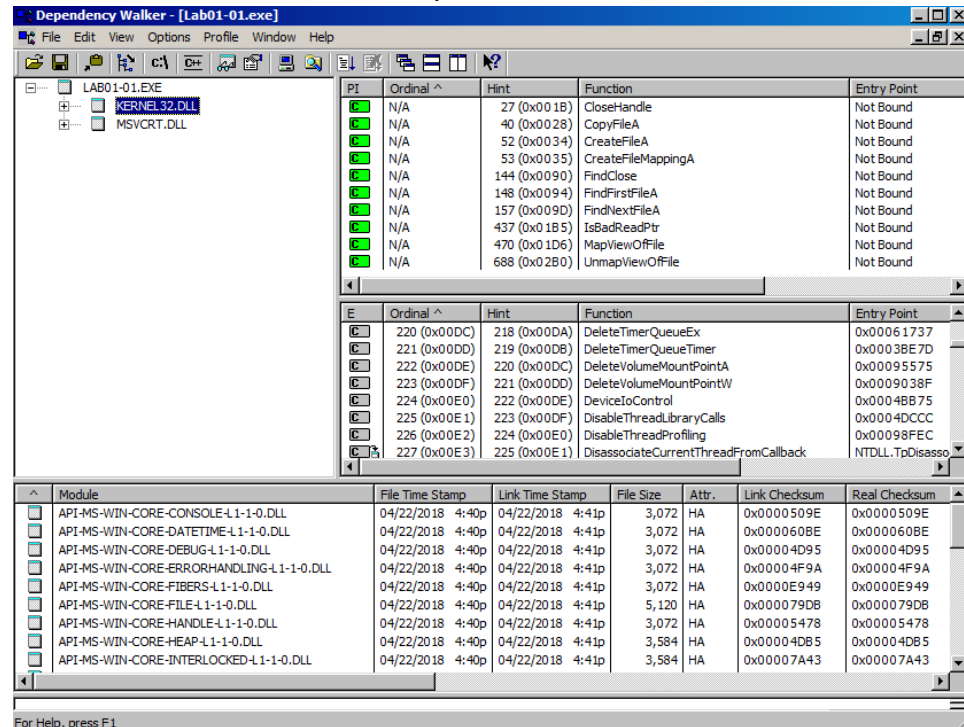 Dependency Walker - [Lab01-01.exe]
File Edit View Options Profile Window Help
c:\ C++
LAB01-01.EXE
KERNEL32.DLL
MSVCRT.DLL
PI Ordinal ^ Hint Function Entry Point
C N/A 27 (0x001B) CloseHandle Not Bound
C N/A 40 (0x0028) CopyFileA Not Bound
C N/A 52 (0x0034) CreateFileA Not Bound
C N/A 53 (0x0035) CreateFileMappingA Not Bound
C N/A 144 (0x0090) FindClose Not Bound
C N/A 148 (0x0094) FindFirstFileA Not Bound
C N/A 157 (0x009D) FindNextFileA Not Bound
C N/A 437 (0x01B5) IsBadReadPtr Not Bound
C N/A 470 (0x01D6) MapViewOfFile Not Bound
C N/A 688 (0x02B0) UnmapViewOfFile Not Bound
E Ordinal ^ Hint Function Entry Point
C 220 (0x00DC) 218 (0x00DA) DeleteTimerQueueEx 0x00061737
C 221 (0x00DD) 219 (0x00DB) DeleteTimerQueueTimer 0x0003BE7D
C 222 (0x00DE) 220 (0x00DC) DeleteVolumeMountPointA 0x00095575
C 223 (0x00DF) 221 (0x00DD) DeleteVolumeMountPointW 0x0009038F
C 224 (0x00E0) 222 (0x00DE) DeviceIoControl 0x0004BB75
C 225 (0x00E1) 223 (0x00DF) DisableThreadLibraryCalls 0x0004DCCC
C 226 (0x00E2) 224 (0x00E0) DisableThreadProfiling 0x00098FEC
C 227 (0x00E3) 225 (0x00E1) DisassociateCurrentThreadFromCallback NTDLL.TpDisasso
^ Module File Time Stamp Link Time Stamp File Size Attr. Link Checksum Real Checksum
API-MS-WIN-CORE-CONSOLE-L1-1-0.DLL 04/22/2018 4:40p 04/22/2018 4:41p 3,072 HA 0x0000509E 0x0000509E
API-MS-WIN-CORE-DATETIME-L1-1-0.DLL 04/22/2018 4:40p 04/22/2018 4:41p 3,072 HA 0x000060BE 0x000060BE
API-MS-WIN-CORE-DEBUG-L1-1-0.DLL 04/22/2018 4:40p 04/22/2018 4:41p 3,072 HA 0x00004D95 0x00004D95
API-MS-WIN-CORE-ERRORHANDLING-L1-1-0.DLL 04/22/2018 4:40p 04/22/2018 4:41p 3,072 HA 0x00004F9A 0x00004F9A
API-MS-WIN-CORE-FIBERS-L1-1-0.DLL 04/22/2018 4:40p 04/22/2018 4:41p 3,072 HA 0x0000E949 0x0000E949
API-MS-WIN-CORE-FILE-L1-1-0.DLL 04/22/2018 4:40p 04/22/2018 4:41p 5,120 HA 0x000079DB 0x000079DB
API-MS-WIN-CORE-HANDLE-L1-1-0.DLL 04/22/2018 4:40p 04/22/2018 4:41p 3,072 HA 0x00005478 0x00005478
API-MS-WIN-CORE-HEAP-L1-1-0.DLL 04/22/2018 4:40p 04/22/2018 4:41p 3,584 HA 0x00004DB5 0x00004DB5
API-MS-WIN-CORE-INTERLOCKED-L1-1-0.DLL 04/22/2018 4:40p 04/22/2018 4:41p 3,584 HA 0x00007A43 0x00007A43
For Help, press F1